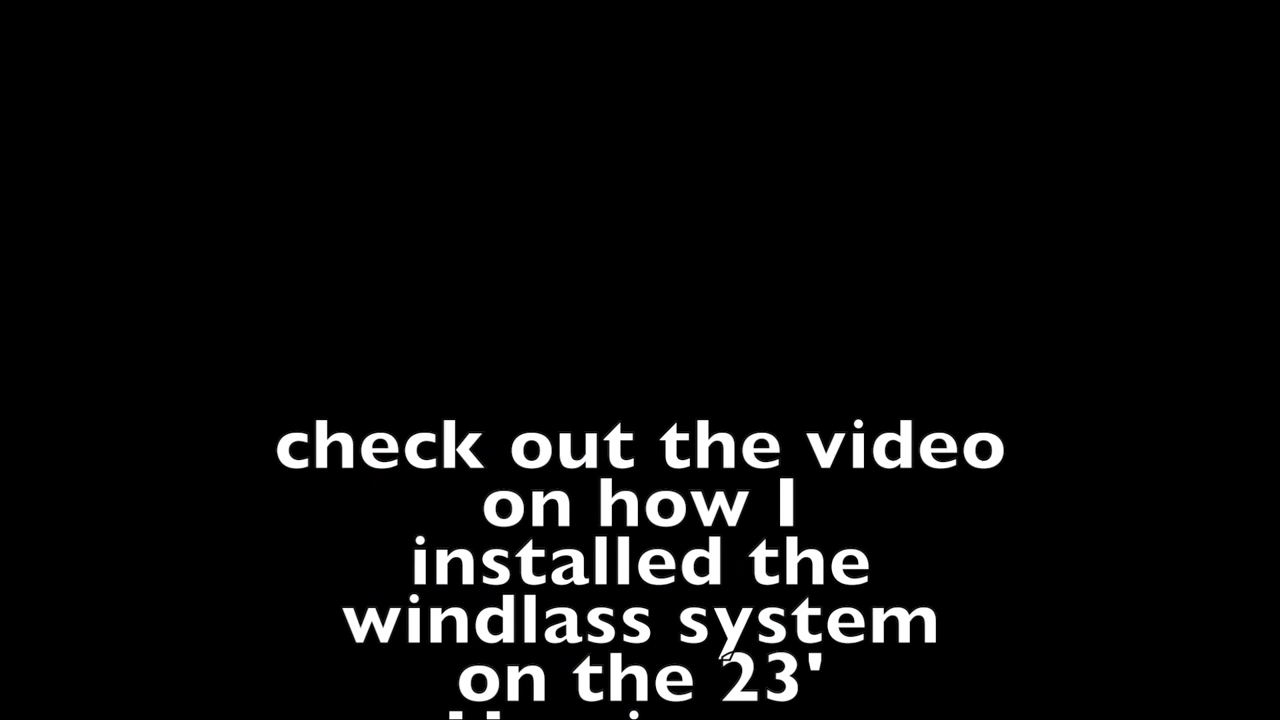 check out the video
on how I
installed the
windlass system
on the 23'